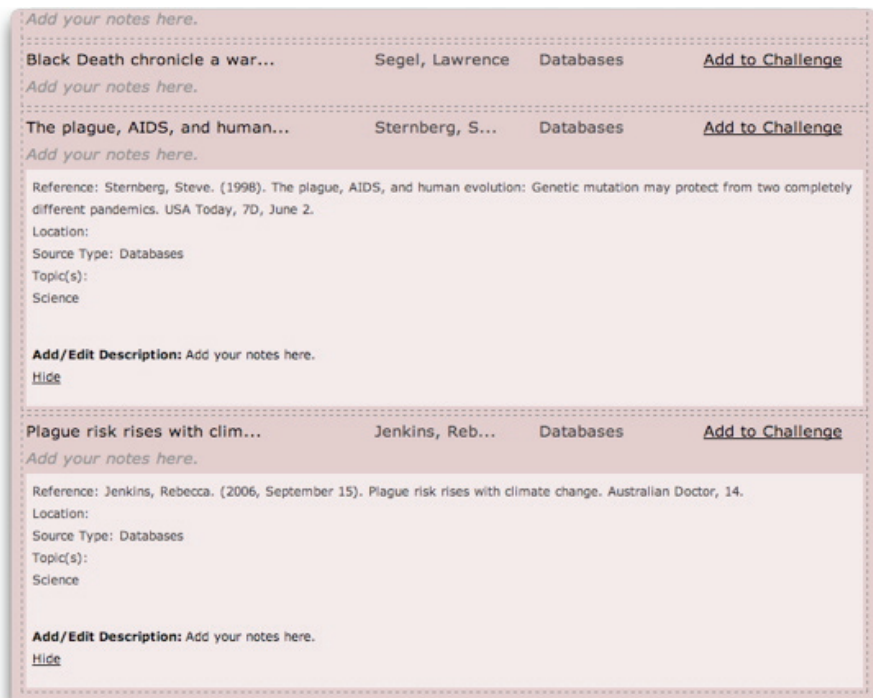 Add your notes here.
Black Death chronicle a war... Segel, Lawrence Databases Add to Challenge
Add your notes here.
The plague, AIDS, and human... Sternberg, S... Databases Add to Challenge
Add your notes here.
Reference: Sternberg, Steve. (1998). The plague, AIDS, and human evolution: Genetic mutation may protect from two completely
different pandemics. USA Today, 7D, June 2.
Location:
Source Type: Databases
Topic(s):
Science
Add/Edit Description: Add your notes here.
Hide
Plague risk rises with clim... Jenkins, Reb... Databases Add to Challenge
Add your notes here.
Reference: Jenkins, Rebecca. (2006, September 15). Plague risk rises with climate change. Australian Doctor, 14.
Location:
Source Type: Databases
Topic(s):
Science
Add/Edit Description: Add your notes here.
Hide